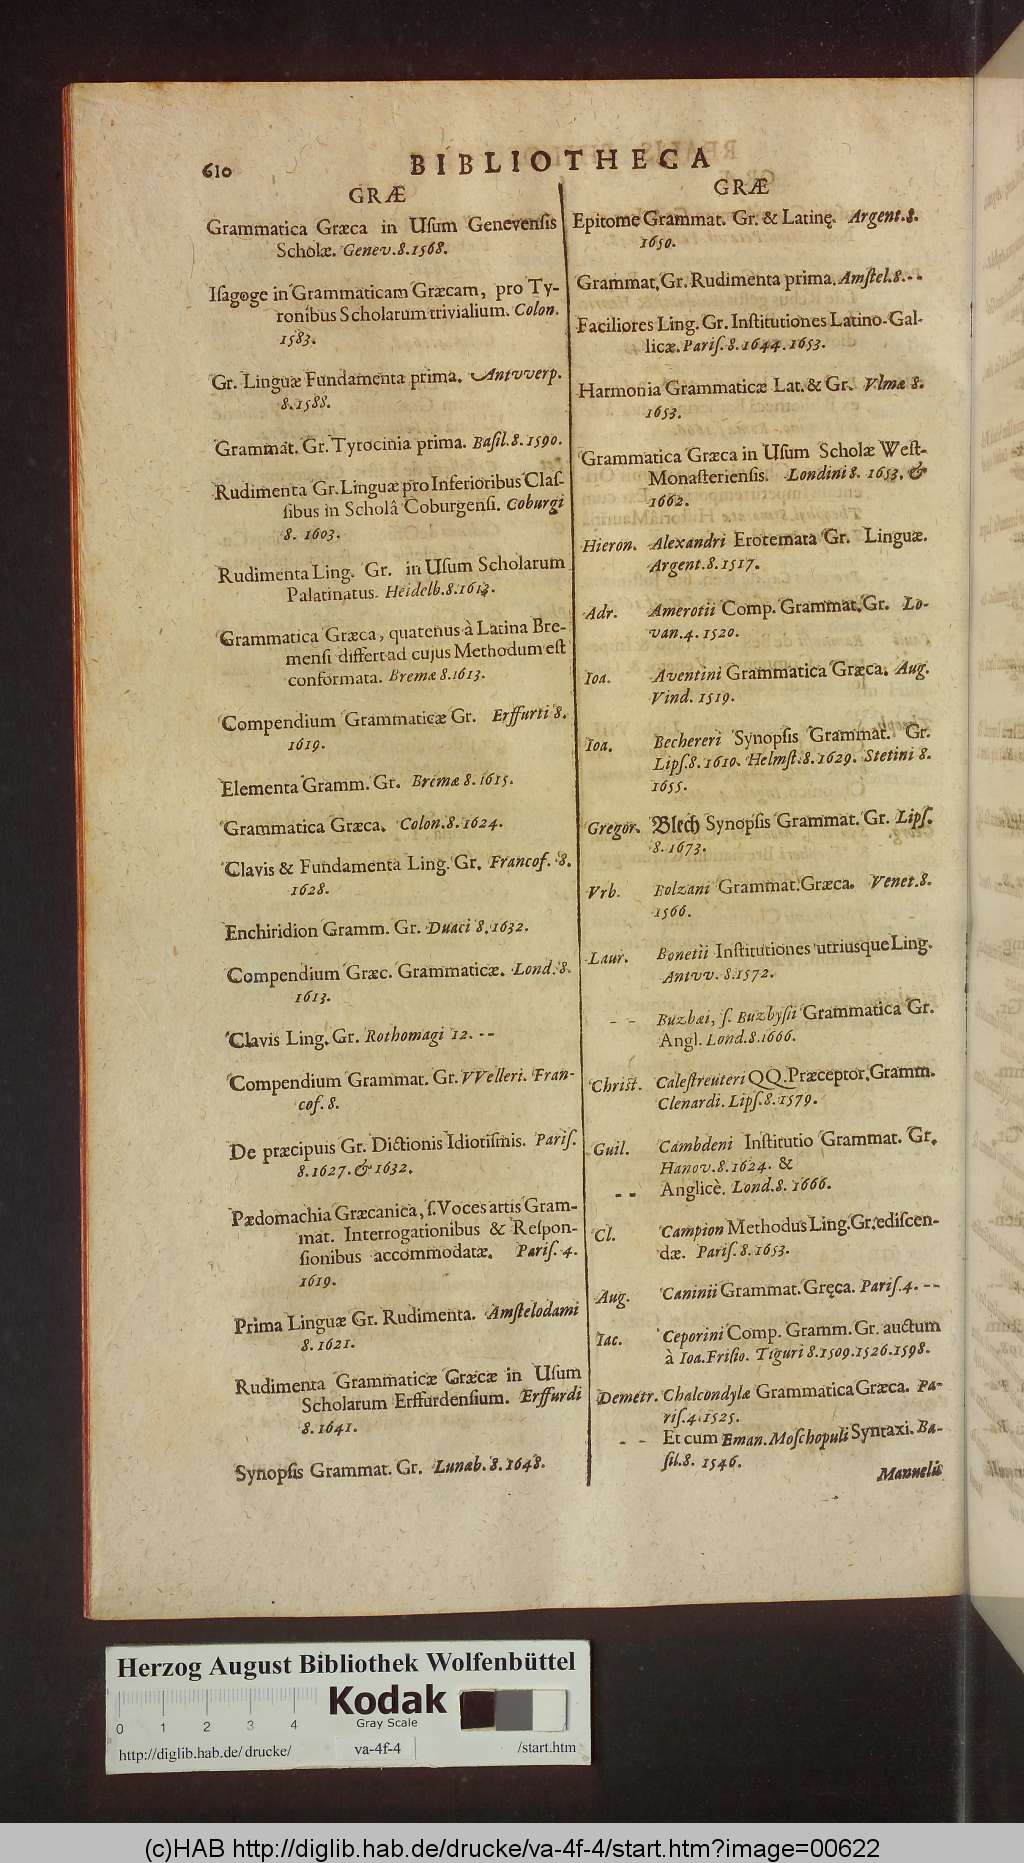 610
BIBLIOTHECA
GRÆ
Grammatica Græca in Uſum Genevenſis
Scholæ. Genev. 8. 1568.
Iſagoge in Grammaticam Græcam, pro Ty-
ronibus Scholarum trivialium. Colon.
1583.
Gr. Linguæ Fundamenta prima. Antvverp.
8. 1588.
Grammat. Gr. Tyrocinia prima. Baſil. 8. 1590.
Rudimenta Gr. Linguæ pro Inferioribus Claſ-
ſibus in Scholâ Coburgenſi. Coburgi
8. 1603.
Rudimenta Ling. Gr. in Uſum Scholarum
Palatinatus. Heidelb. 8. 1613.
Grammatica Græca, quatenus à Latina Bre-
menſi differt ad cujus Methodum eſt
conformata. Bremæ 8. 1613.
Compendium Grammaticæ Gr. Erffurti 8.
1619.
Elementa Gramm. Gr. Bremæ 8. 1615.
Grammatica Græca. Colon. 8. 1624.
Clavis & Fundamenta Ling. Gr. Francof. 8.
1628.
Enchiridion Gramm. Gr. Duaci 8. 1632.
Compendium Græc. Grammaticæ. Lond. 8.
1613.
Clavis Ling. Gr. Rothomagi 12. --
Compendium Grammat. Gr. VVelleri. Fran-
cof. 8.
De præcipuis Gr. Dictionis Idiotiſmis. Pariſ.
8. 1627. & 1632.
Pædomachia Græcanica, ſ. Voces artis Gram-
mat. Interrogationibus & Reſpon-
ſionibus accommodatæ. Pariſ. 4.
1619.
Prima Linguæ Gr. Rudimenta. Amſtelodami
8. 1621.
Rudimenta Grammaticæ Græcæ in Uſum
Scholarum Erffurdenſium. Erffurdi
8. 1641.
Synopſis Grammat. Gr. Lunab. 8. 1648.
GRÆ
Epitome Grammat. Gr. & Latinę. Argent. 8.
1650.
Grammat. Gr. Rudimenta prima. Amſtel. 8. --
Faciliores Ling. Gr. Inſtitutiones Latino-Gal-
licæ. Pariſ. 8. 1644. 1653.
Harmonia Grammaticæ Lat. & Gr. Vlmæ 8.
1653.
Grammatica Græca in Uſum Scholæ Weſt-
Monaſterienſis. Londini 8. 1653. &
1662.
Hieron. Alexandri Erotemata Gr. Linguæ.
Argent. 8. 1517.
Adr. Amerotii Comp. Grammat. Gr. Lo-
van. 4. 1520.
Ioa. Aventini Grammatica Græca. Aug.
Vind. 1519.
Ioa. Bechereri Synopſis Grammat. Gr.
Lipſ. 8. 1610. Helmſt. 8. 1629. Stetini 8.
1655.
Gregor. Blech Synopſis Grammat. Gr. Lipſ.
8. 1673.
Vrb. Bolzani Grammat. Græca. Venet. 8.
1566.
Laur. Bonetii Inſtitutiones utriusque Ling.
Antvv. 8. 1572.
-- Buzbæi, ſ. Buzbyſii Grammatica Gr.
Angl. Lond. 8. 1666.
Christ. Caleſtreuteri QQ. Præceptor. Gramm.
Clenardi. Lipſ. 8. 1579.
Guil. Cambdeni Inſtitutio Grammat. Gr.
Hanov. 8. 1624. &
-- Anglicè. Lond. 8. 1666.
Cl. Campion Methodus Ling. Gr. ediſcen-
dæ. Pariſ. 8. 1653.
Aug. Caninii Grammat. Gręca. Pariſ. 4. --
Iac. Ceporini Comp. Gramm. Gr. auctum
à Ioa. Friſio. Tiguri 8. 1509. 1526. 1598.
Demetr. Chalcondylæ Grammatica Græca. Pa-
riſ. 4. 1525.
-- Et cum Eman. Moſchopuli Syntaxi. Ba-
ſil. 8. 1546.
Manuelis
Herzog August Bibliothek Wolfenbüttel
Kodak
Gray Scale
0 1 2 3 4
http://diglib.hab.de/drucke/ va-4f-4 /start.htm
(c)HAB http://diglib.hab.de/drucke/va-4f-4/start.htm?image=00622